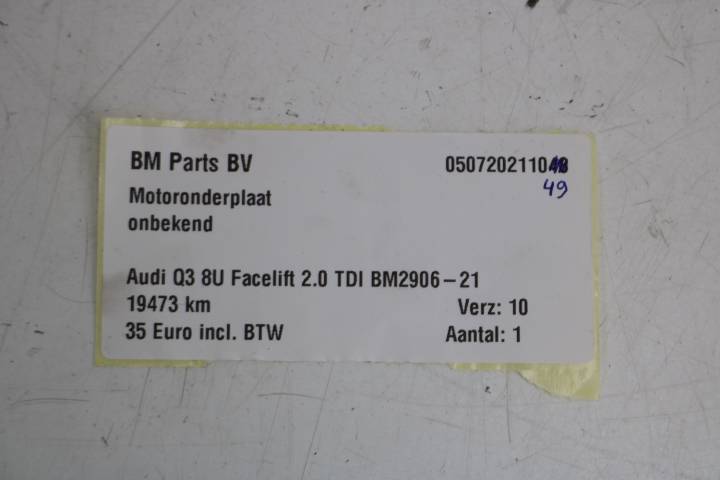 BM Parts BV 050720211048
49
Motoronderplaat
onbekend
Audi Q3 8U Facelift 2.0 TDI BM2906-21
19473 km Verz: 10
35 Euro incl. BTW Aantal: 1